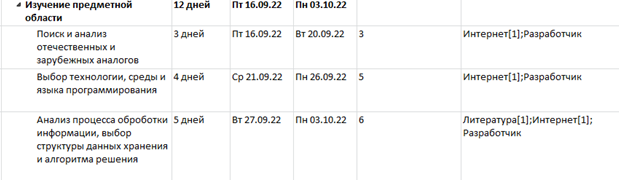 Изучение предметной области 12 дней Пт 16.09.22 Пн 03.10.22
Поиск и анализ отечественных и зарубежных аналогов 3 дней Пт 16.09.22 Вт 20.09.22 3 Интернет[1];Разработчик
Выбор технологии, среды и языка программирования 4 дней Ср 21.09.22 Пн 26.09.22 5 Интернет[1];Разработчик
Анализ процесса обработки информации, выбор структуры данных хранения и алгоритма решения 5 дней Вт 27.09.22 Пн 03.10.22 6 Литература[1];Интернет[1]; Разработчик